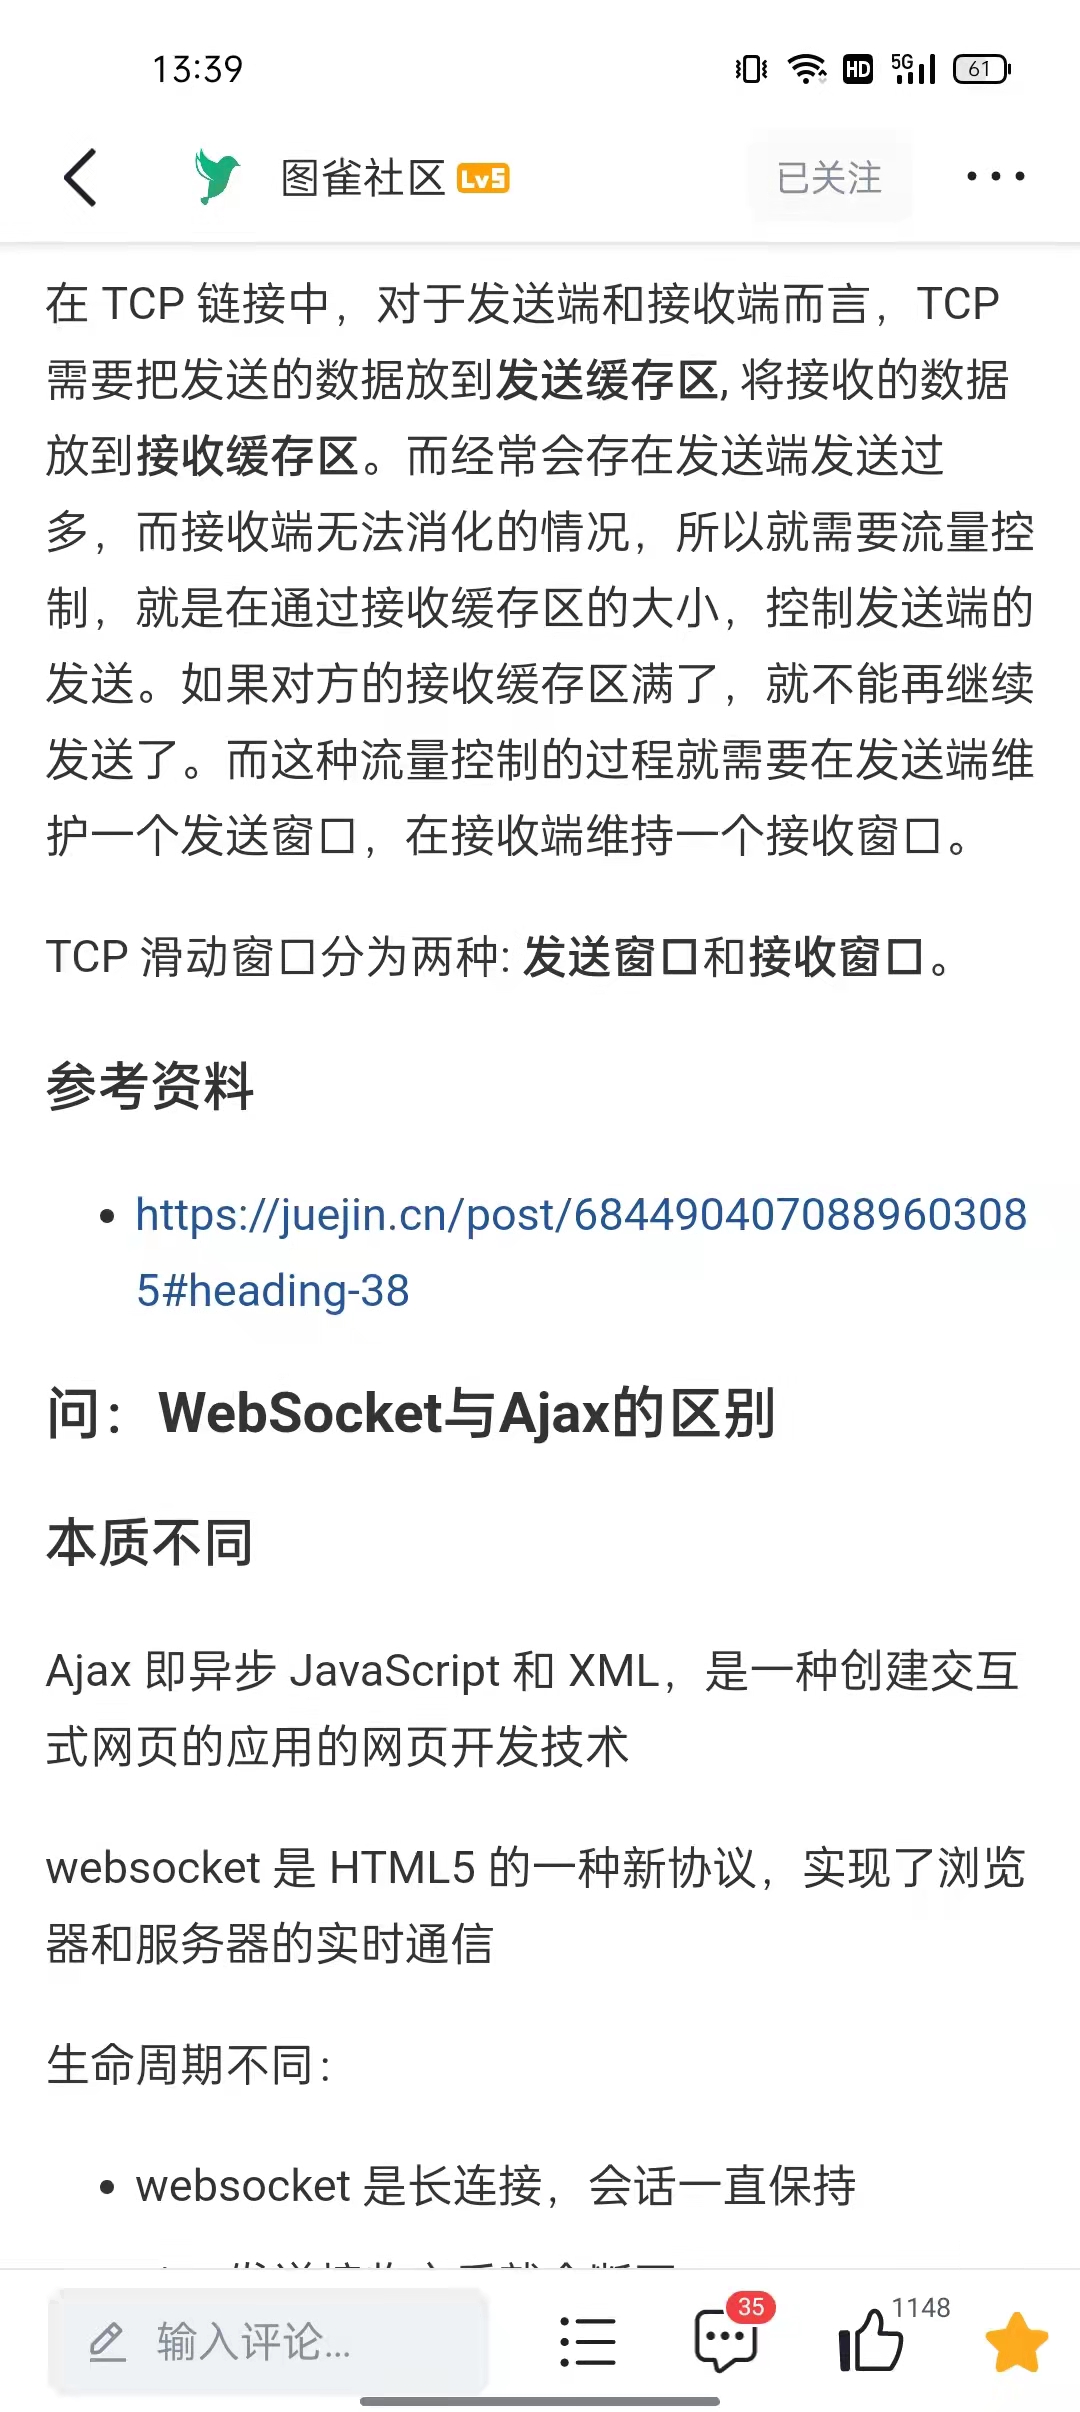 13:39
HD 5G 61
图雀社区 Lv5 已关注
在 TCP 链接中，对于发送端和接收端而言，TCP
需要把发送的数据放到发送缓存区, 将接收的数据
放到接收缓存区。而经常会存在发送端发送过
多，而接收端无法消化的情况，所以就需要流量控
制，就是在通过接收缓存区的大小，控制发送端的
发送。如果对方的接收缓存区满了，就不能再继续
发送了。而这种流量控制的过程就需要在发送端维
护一个发送窗口，在接收端维持一个接收窗口。
TCP 滑动窗口分为两种: 发送窗口和接收窗口。
参考资料
https://juejin.cn/post/684490407088960308
5#heading-38
问：WebSocket与Ajax的区别
本质不同
Ajax 即异步 JavaScript 和 XML，是一种创建交互
式网页的应用的网页开发技术
websocket 是 HTML5 的一种新协议，实现了浏览
器和服务器的实时通信
生命周期不同：
websocket 是长连接，会话一直保持
输入评论... 35 1148